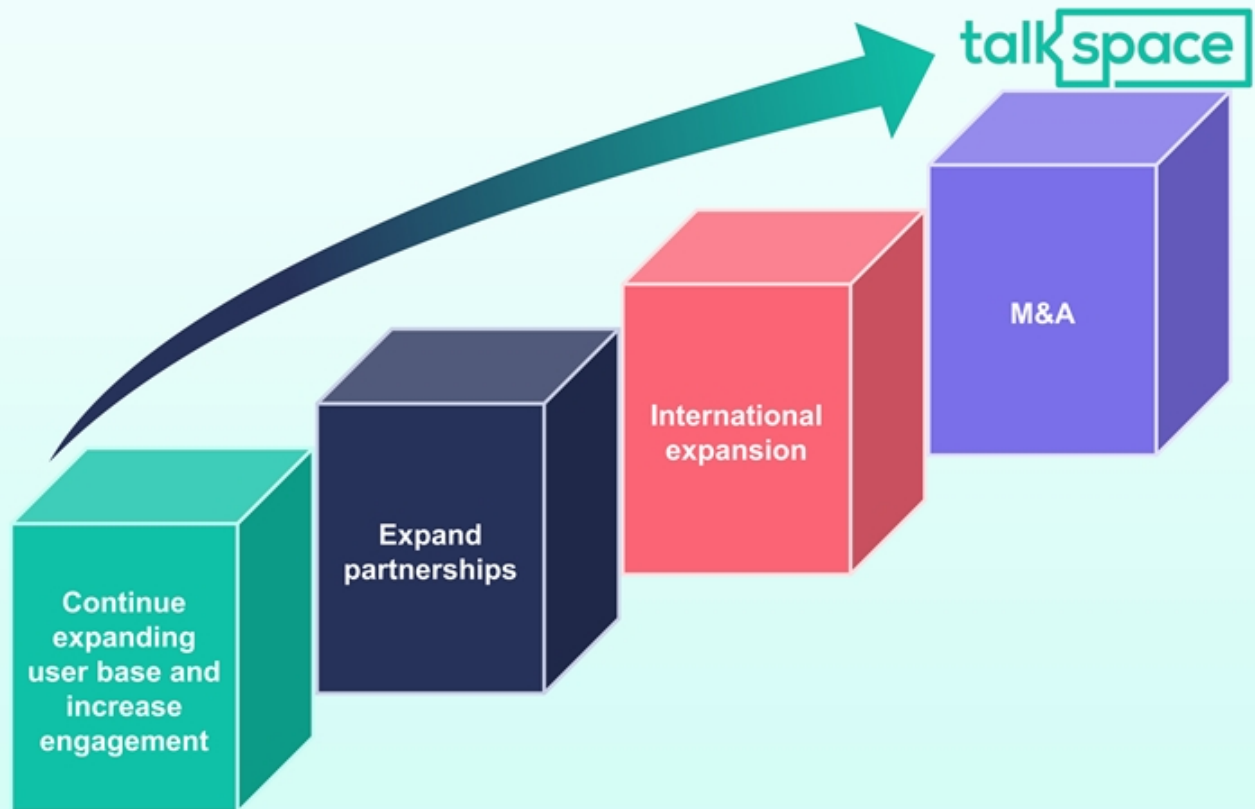 talkspace
M&A
International
expansion
Expand
partnerships
Continue
expanding
user base and
increase
engagement